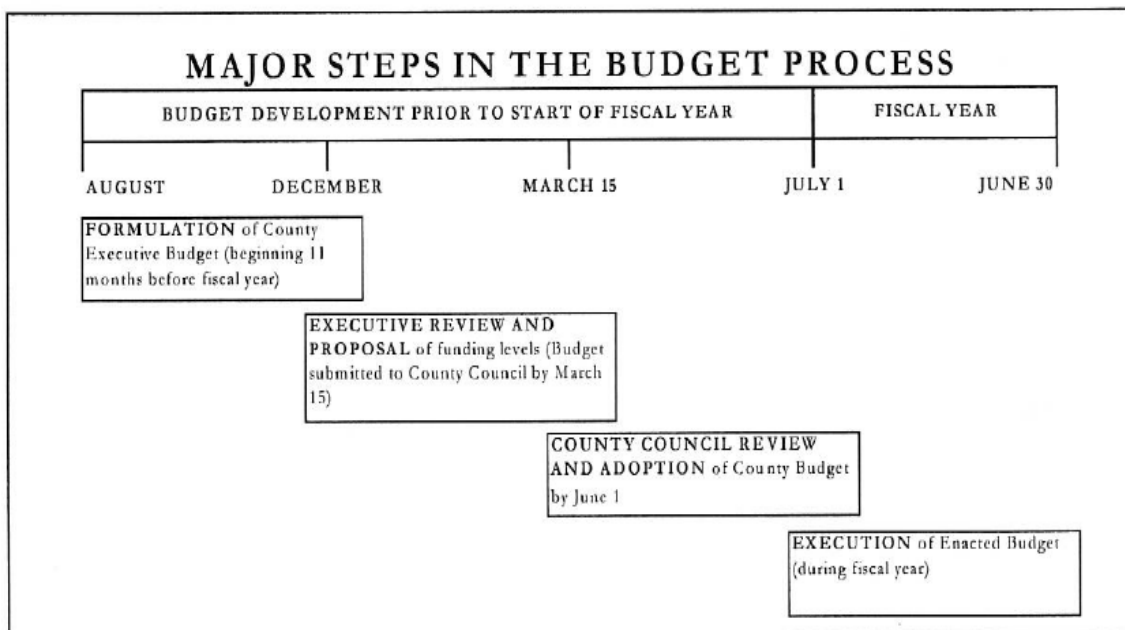 MAJOR STEPS IN THE BUDGET PROCESS
BUDGET DEVELOPMENT PRIOR TO START OF FISCAL YEAR
FISCAL YEAR
AUGUST
DECEMBER
MARCH 15
JULY 1
JUNE 30
FORMULATION of County
Executive Budget (beginning 11
months before fiscal year)
EXECUTIVE REVIEW AND
PROPOSAL of funding levels (Budget
submitted to County Council by March
15)
COUNTY COUNCIL REVIEW
AND ADOPTION of County Budget
by June 1
EXECUTION of Enacted Budget
(during fiscal year)